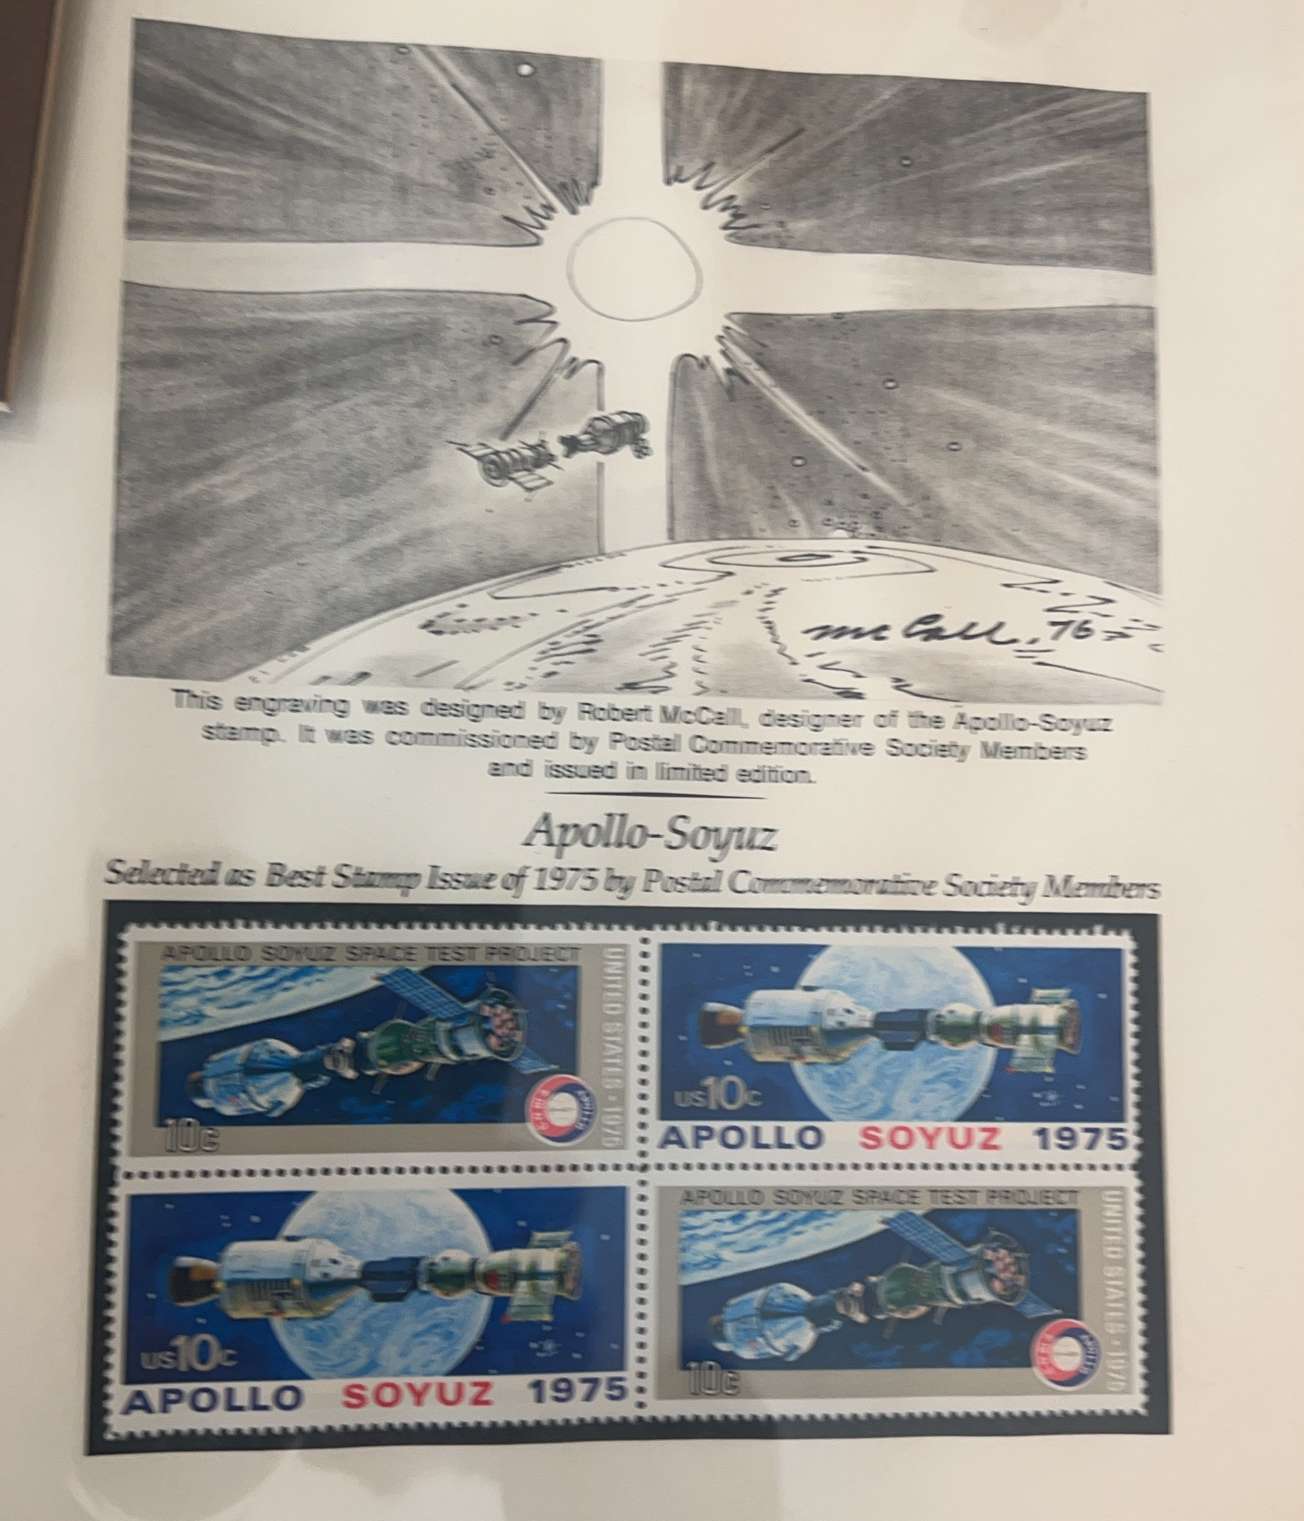 mc Call. 76
This engraving was designed by Robert McCall, designer of the Apollo-Soyuz
stamp. It was commissioned by Postal Commemorative Society Members
and issued in limited edition.
Apollo-Soyuz
Selected as Best Stamp Issue of 1975 by Postal Commemorative Society Members
APOLLO SOYUZ SPACE TEST PROJECT
UNITED STATES • 1975
10c
US10c
APOLLO SOYUZ 1975
US10c
APOLLO SOYUZ 1975
APOLLO SOYUZ SPACE TEST PROJECT
UNITED STATES • 1975
10c